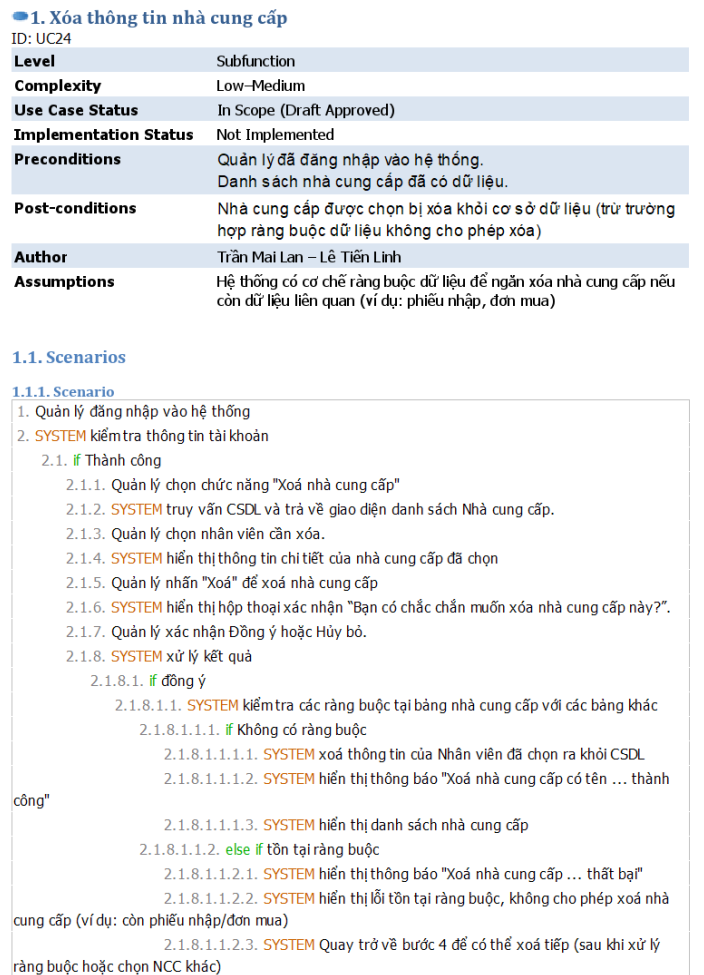 1. Xóa thông tin nhà cung cấp
ID: UC24
Level Subfunction
Complexity Low–Medium
Use Case Status In Scope (Draft Approved)
Implementation Status Not Implemented
Preconditions Quản lý đã đăng nhập vào hệ thống.
Danh sách nhà cung cấp đã có dữ liệu.
Post-conditions Nhà cung cấp được chọn bị xóa khỏi cơ sở dữ liệu (trừ trường
hợp ràng buộc dữ liệu không cho phép xóa)
Author Trần Mai Lan – Lê Tiến Linh
Assumptions Hệ thống có cơ chế ràng buộc dữ liệu để ngăn xóa nhà cung cấp nếu
còn dữ liệu liên quan (ví dụ: phiếu nhập, đơn mua)
1.1. Scenarios
1.1.1. Scenario
1. Quản lý đăng nhập vào hệ thống
2. SYSTEM kiểm tra thông tin tài khoản
2.1. if Thành công
2.1.1. Quản lý chọn chức năng "Xoá nhà cung cấp"
2.1.2. SYSTEM truy vấn CSDL và trả về giao diện danh sách Nhà cung cấp.
2.1.3. Quản lý chọn nhân viên cần xóa.
2.1.4. SYSTEM hiển thị thông tin chi tiết của nhà cung cấp đã chọn
2.1.5. Quản lý nhấn "Xoá" để xoá nhà cung cấp
2.1.6. SYSTEM hiển thị hộp thoại xác nhận “Bạn có chắc chắn muốn xóa nhà cung cấp này?”.
2.1.7. Quản lý xác nhận Đồng ý hoặc Hủy bỏ.
2.1.8. SYSTEM xử lý kết quả
2.1.8.1. if đồng ý
2.1.8.1.1. SYSTEM kiểm tra các ràng buộc tại bảng nhà cung cấp với các bảng khác
2.1.8.1.1.1. if Không có ràng buộc
2.1.8.1.1.1.1. SYSTEM xoá thông tin của Nhân viên đã chọn ra khỏi CSDL
2.1.8.1.1.1.2. SYSTEM hiển thị thông báo "Xoá nhà cung cấp có tên ... thành
công"
2.1.8.1.1.1.3. SYSTEM hiển thị danh sách nhà cung cấp
2.1.8.1.1.2. else if tồn tại ràng buộc
2.1.8.1.1.2.1. SYSTEM hiển thị thông báo "Xoá nhà cung cấp ... thất bại"
2.1.8.1.1.2.2. SYSTEM hiển thị lỗi tồn tại ràng buộc, không cho phép xoá nhà
cung cấp (ví dụ: còn phiếu nhập/đơn mua)
2.1.8.1.1.2.3. SYSTEM Quay trở về bước 4 để có thể xoá tiếp (sau khi xử lý
ràng buộc hoặc chọn NCC khác)